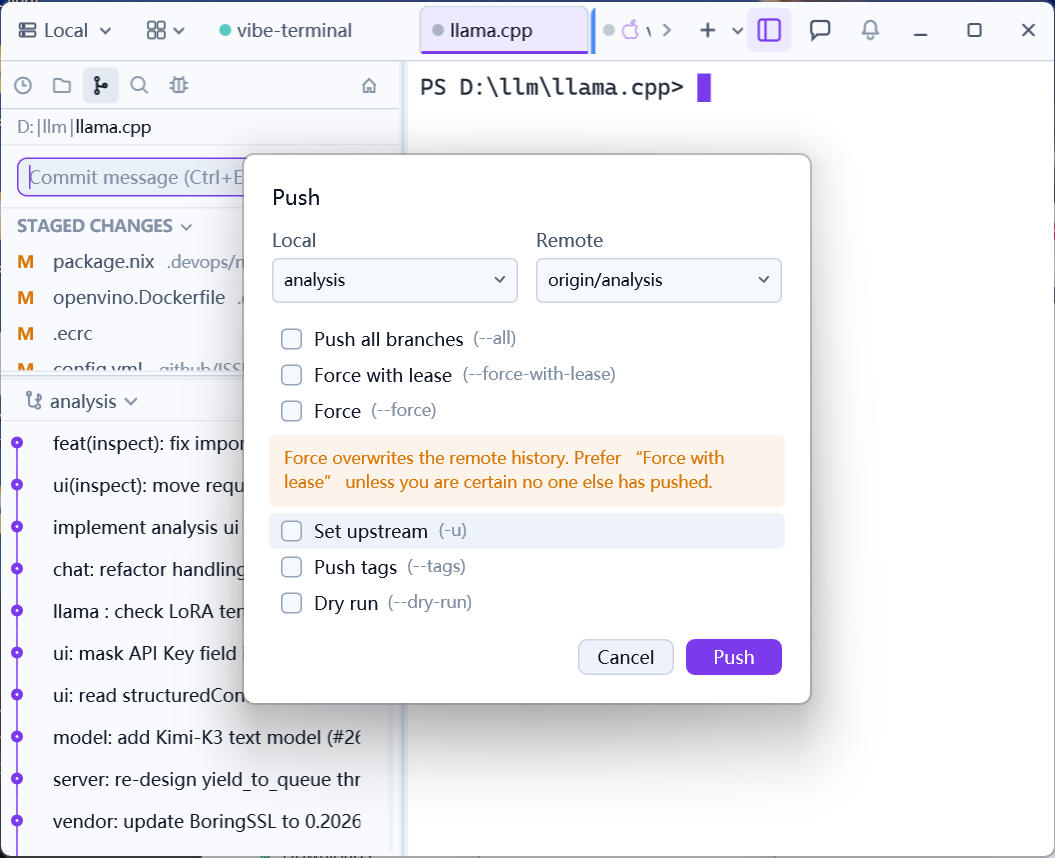 Local
vibe-terminal
llama.cpp
D:|llm|llama.cpp
PS D:\llm\llama.cpp>
Commit message (Ctrl+E
STAGED CHANGES
M package.nix .devops/n
M openvino.Dockerfile
M .ecrc
M config.yml .github/ISS
analysis
feat(inspect): fix impor
ui(inspect): move requ
implement analysis ui
chat: refactor handling
llama : check LoRA ten
ui: mask API Key field
ui: read structuredCon
model: add Kimi-K3 text model (#26
server: re-design yield_to_queue thr
vendor: update BoringSSL to 0.2026
Push
Local Remote
analysis origin/analysis
Push all branches (--all)
Force with lease (--force-with-lease)
Force (--force)
Force overwrites the remote history. Prefer “Force with
lease” unless you are certain no one else has pushed.
Set upstream (-u)
Push tags (--tags)
Dry run (--dry-run)
Cancel Push